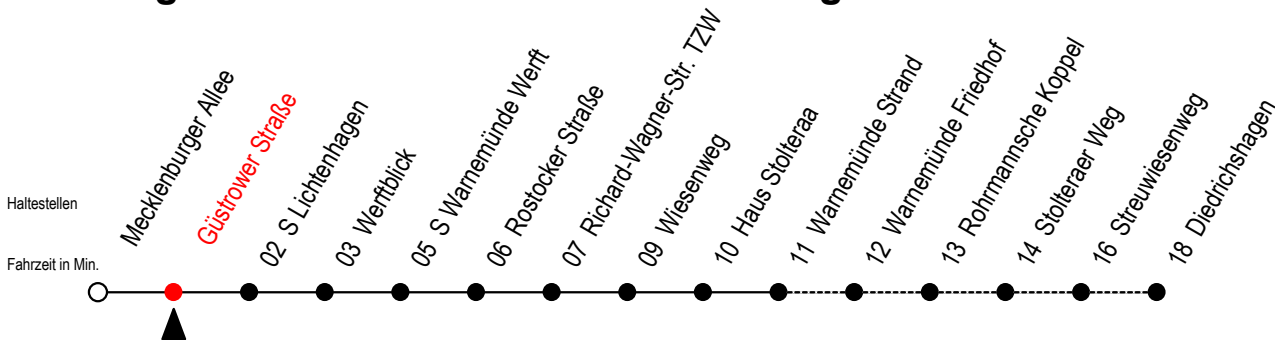 Haltestellen
Fahrzeit in Min.
Mecklenburger Allee
Güstrower Straße
02 S Lichtenhagen
03 Werftblick
05 S Warnemünde Werft
06 Rostocker Straße
07 Richard-Wagner-Str. TZW
09 Wiesenweg
10 Haus Stolteraa
11 Warnemünde Strand
12 Warnemünde Friedhof
13 Rohrmannsche Koppel
14 Stolteraer Weg
16 Streuwiesenweg
18 Diedrichshagen